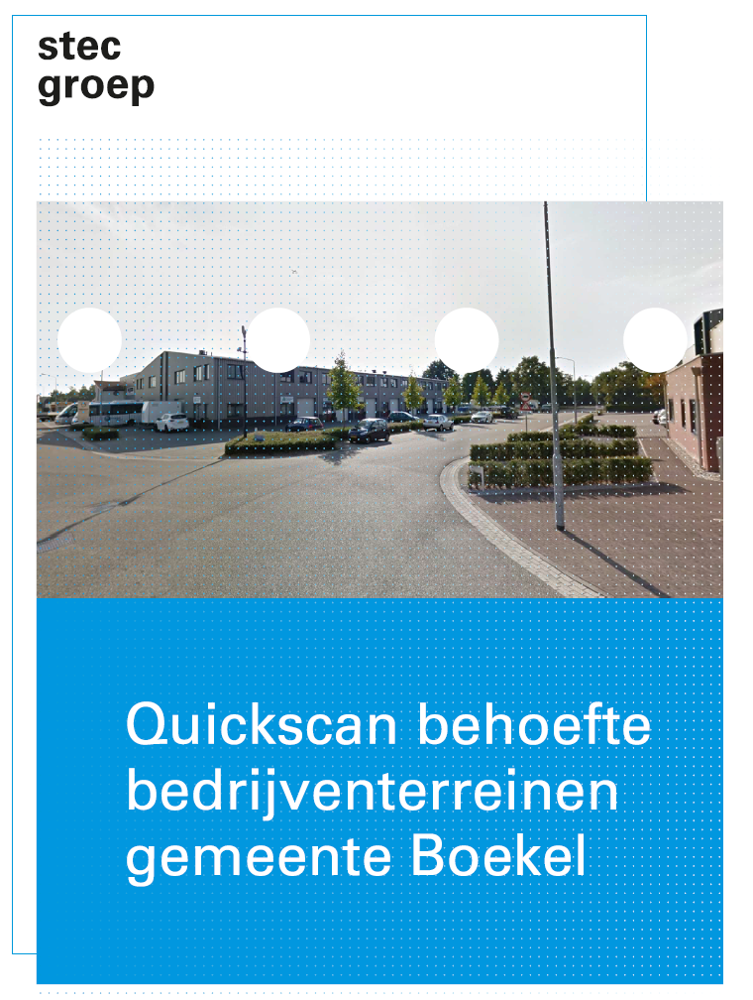 stec
groep
Quickscan behoefte
bedrijventerreinen
gemeente Boekel